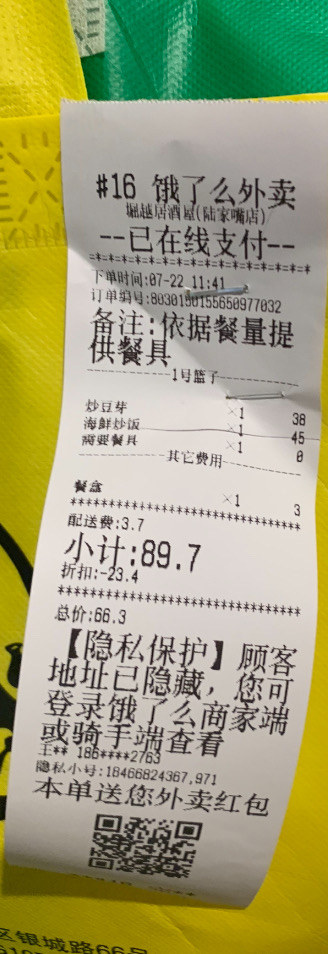 #16 饿了么外卖
堀越居酒屋(陆家嘴店)
--已在线支付--
=*=*=*=*=*=*=*=*=*=*=*=*=*=*=*=
下单时间:07-22 11:41
订单编号:8030150155650977032
备注:依据餐量提
供餐具
1号篮子
炒豆芽 ×1 38
海鲜炒饭 ×1 45
需要餐具 ×1 0
其它费用
餐盒 ×1 3
*******************************
配送费:3.7
小计:89.7
折扣:-23.4
*******************************
总价:66.3
【隐私保护】顾客
地址已隐藏,您可
登录饿了么商家端
或骑手端查看
王** 186****2763
隐私小号:18466824367,971
本单送您外卖红包
区银城路66号